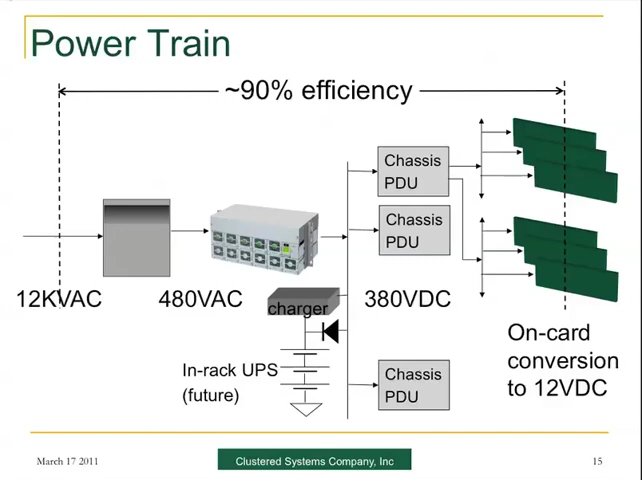 Power Train
~90% efficiency
Chassis
PDU
Chassis
PDU
12KVAC
480VAC
charger
380VDC
In-rack UPS
(future)
Chassis
PDU
On-card
conversion
to 12VDC
March 17 2011
Clustered Systems Company, Inc
15